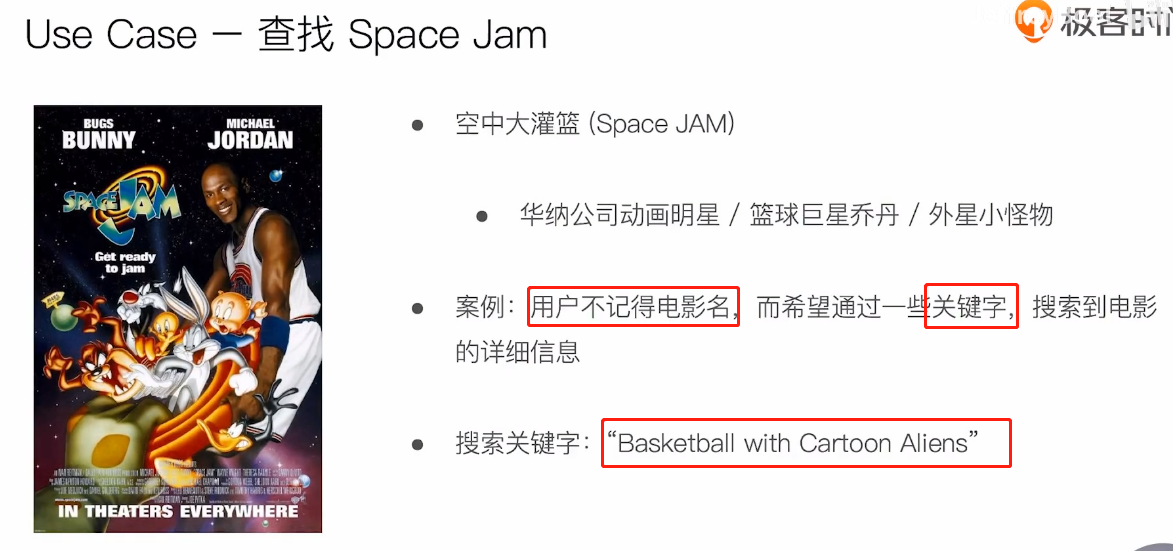 Use Case – 查找 Space Jam
极客时
BUGS
BUNNY
MICHAEL
JORDAN
SPACE JAM
Get ready
to jam
IN THEATERS EVERYWHERE
• 空中大灌篮 (Space JAM)
• 华纳公司动画明星 / 篮球巨星乔丹 / 外星小怪物
• 案例：用户不记得电影名，而希望通过一些关键字，搜索到电影
的详细信息
• 搜索关键字：“Basketball with Cartoon Aliens”